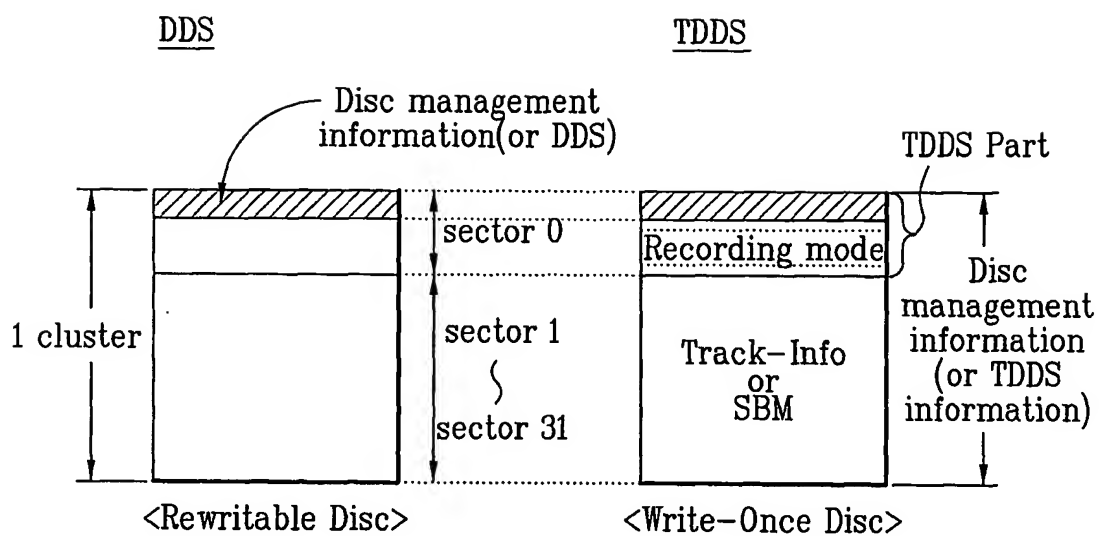 DDS
TDDS
Disc management
information(or DDS)
TDDS Part
sector 0
Recording mode
1 cluster
sector 1
sector 31
Track-Info
or
SBM
Disc
management
information
(or TDDS
information)
<Rewritable Disc>
<Write-Once Disc>